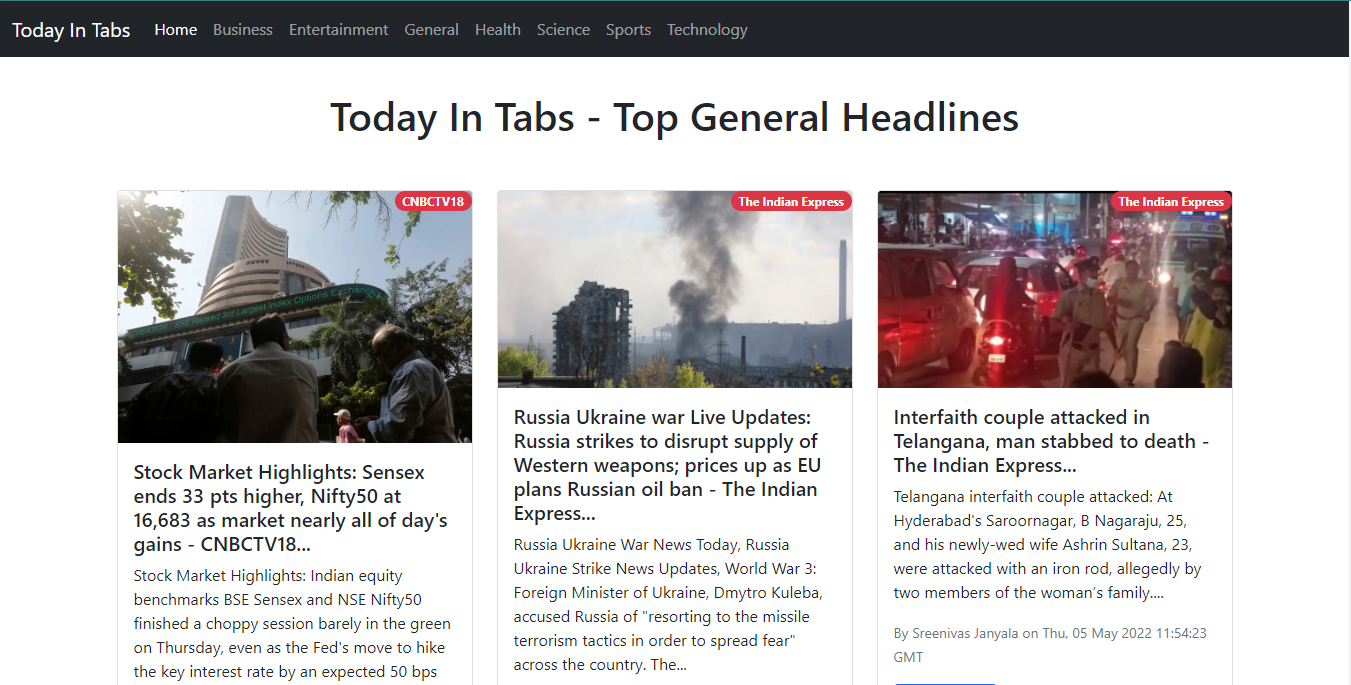 Today In Tabs Home Business Entertainment General Health Science Sports Technology
Today In Tabs - Top General Headlines
CNBCTV18
Stock Market Highlights: Sensex
ends 33 pts higher, Nifty50 at
16,683 as market nearly all of day's
gains - CNBCTV18...
Stock Market Highlights: Indian equity
benchmarks BSE Sensex and NSE Nifty50
finished a choppy session barely in the green
on Thursday, even as the Fed's move to hike
the key interest rate by an expected 50 bps
The Indian Express
Russia Ukraine war Live Updates:
Russia strikes to disrupt supply of
Western weapons; prices up as EU
plans Russian oil ban - The Indian
Express...
Russia Ukraine War News Today, Russia
Ukraine Strike News Updates, World War 3:
Foreign Minister of Ukraine, Dmytro Kuleba,
accused Russia of "resorting to the missile
terrorism tactics in order to spread fear"
across the country. The...
The Indian Express
Interfaith couple attacked in
Telangana, man stabbed to death -
The Indian Express...
Telangana interfaith couple attacked: At
Hyderabad's Saroornagar, B Nagaraju, 25,
and his newly-wed wife Ashrin Sultana, 23,
were attacked with an iron rod, allegedly by
two members of the woman’s family....
By Sreenivas Janyala on Thu, 05 May 2022 11:54:23
GMT